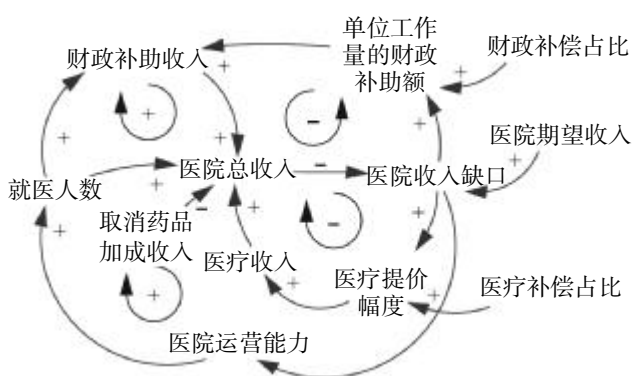 单位工作
量的财政
补助额
财政补助收入
财政补偿占比
医院期望收入
医院总收入
医院收入缺口
就医人数
取消药品
加成收入
医疗收入
医疗提价
幅度
医疗补偿占比
医院运营能力